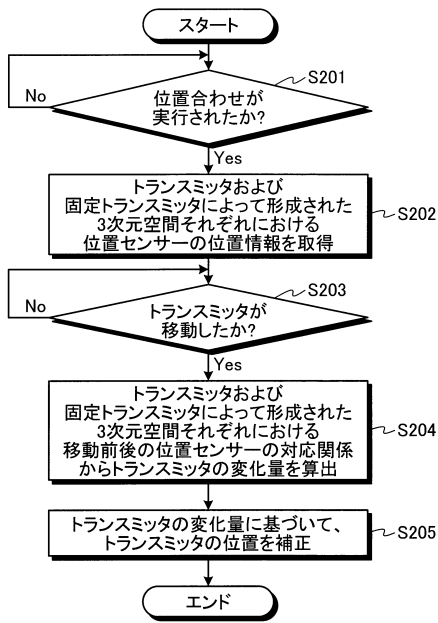 スタート
S201
位置合わせが
実行されたか?
No
Yes
トランスミッタおよび
固定トランスミッタによって形成された
3次元空間それぞれにおける
位置センサーの位置情報を取得
S202
S203
トランスミッタが
移動したか?
No
Yes
トランスミッタおよび
固定トランスミッタによって形成された
3次元空間それぞれにおける
移動前後の位置センサーの対応関係
からトランスミッタの変化量を算出
S204
トランスミッタの変化量に基づいて、
トランスミッタの位置を補正
S205
エンド